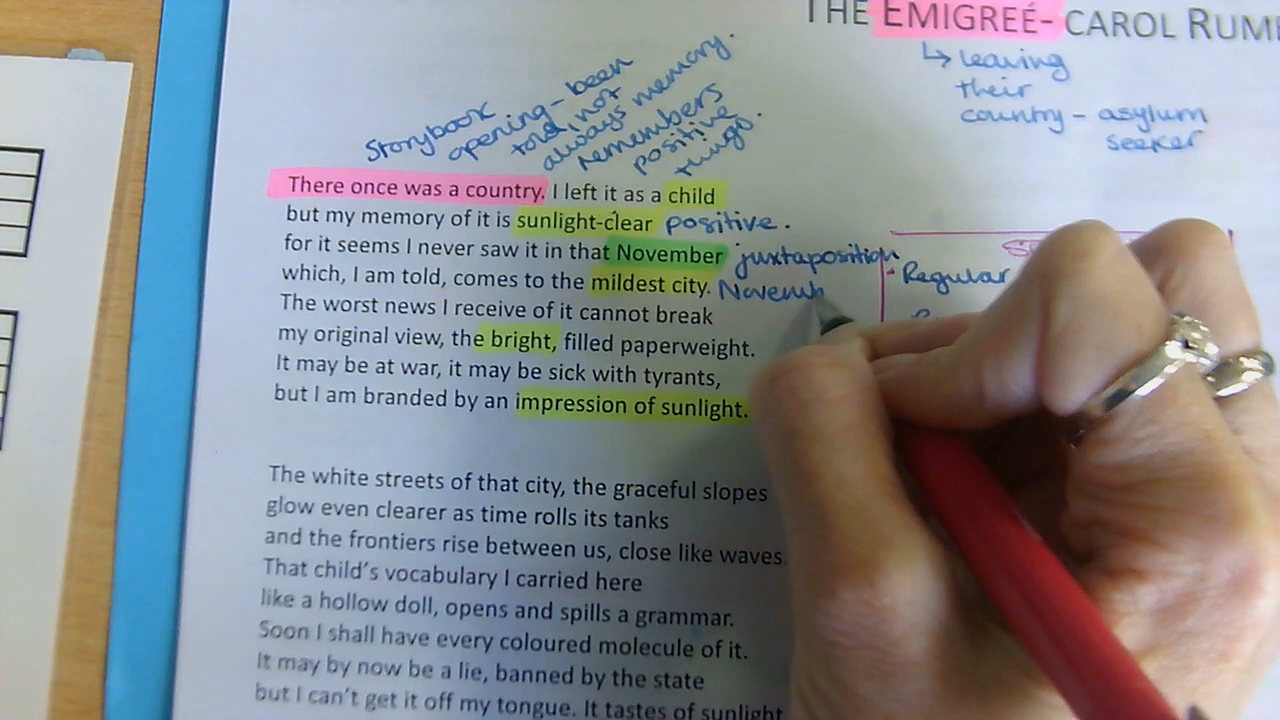 THE EMIGREÉ- CAROL RUME
↳ leaving
their
country - asylum
seeker
Storybook
opening - been
told, not
always memory.
remembers
positive
things.
There once was a country. I left it as a child
but my memory of it is sunlight-clear positive.
for it seems I never saw it in that November juxtaposition
which, I am told, comes to the mildest city. Novemb
Regular
The worst news I receive of it cannot break
my original view, the bright, filled paperweight.
It may be at war, it may be sick with tyrants,
but I am branded by an impression of sunlight.
The white streets of that city, the graceful slopes
glow even clearer as time rolls its tanks
and the frontiers rise between us, close like waves.
That child's vocabulary I carried here
like a hollow doll, opens and spills a grammar.
Soon I shall have every coloured molecule of it.
It may by now be a lie, banned by the state
but I can't get it off my tongue. It tastes of sunlight